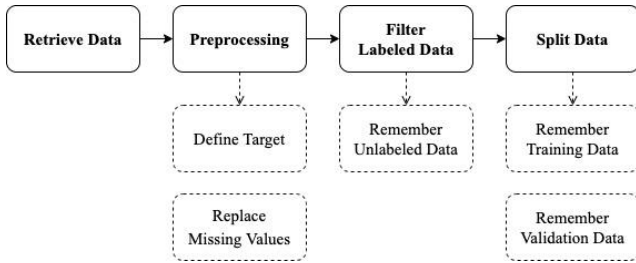 Retrieve Data
Preprocessing
Filter
Labeled Data
Split Data
Define Target
Remember
Unlabeled Data
Remember
Training Data
Replace
Missing Values
Remember
Validation Data